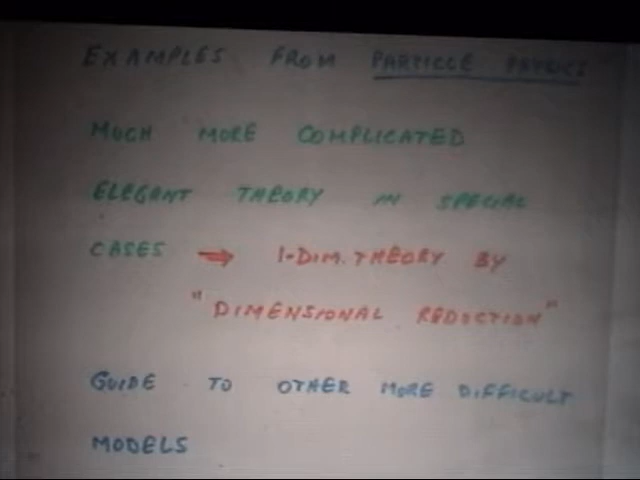 EXAMPLES FROM PARTICLE PHYSICS
MUCH MORE COMPLICATED
ELEGANT THEORY IN SPECIAL
CASES → 1-DIM. THEORY BY
"DIMENSIONAL REDUCTION"
GUIDE TO OTHER MORE DIFFICULT
MODELS